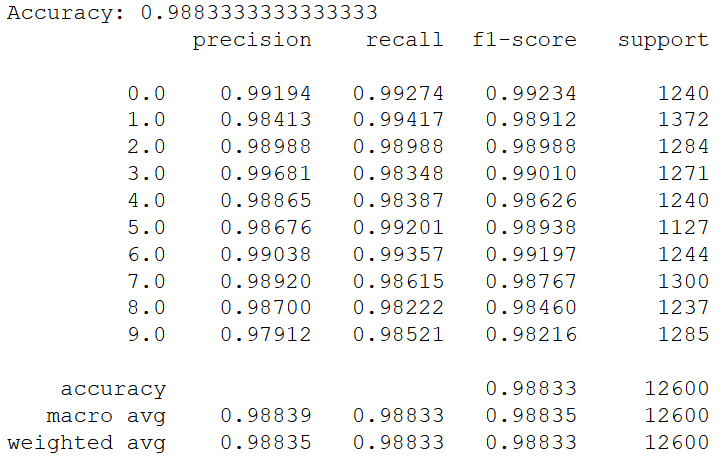 Accuracy: 0.9883333333333333
precision recall f1-score support
0.0 0.99194 0.99274 0.99234 1240
1.0 0.98413 0.99417 0.98912 1372
2.0 0.98988 0.98988 0.98988 1284
3.0 0.99681 0.98348 0.99010 1271
4.0 0.98865 0.98387 0.98626 1240
5.0 0.98676 0.99201 0.98938 1127
6.0 0.99038 0.99357 0.99197 1244
7.0 0.98920 0.98615 0.98767 1300
8.0 0.98700 0.98222 0.98460 1237
9.0 0.97912 0.98521 0.98216 1285
accuracy 0.98833 12600
macro avg 0.98839 0.98833 0.98835 12600
weighted avg 0.98835 0.98833 0.98833 12600